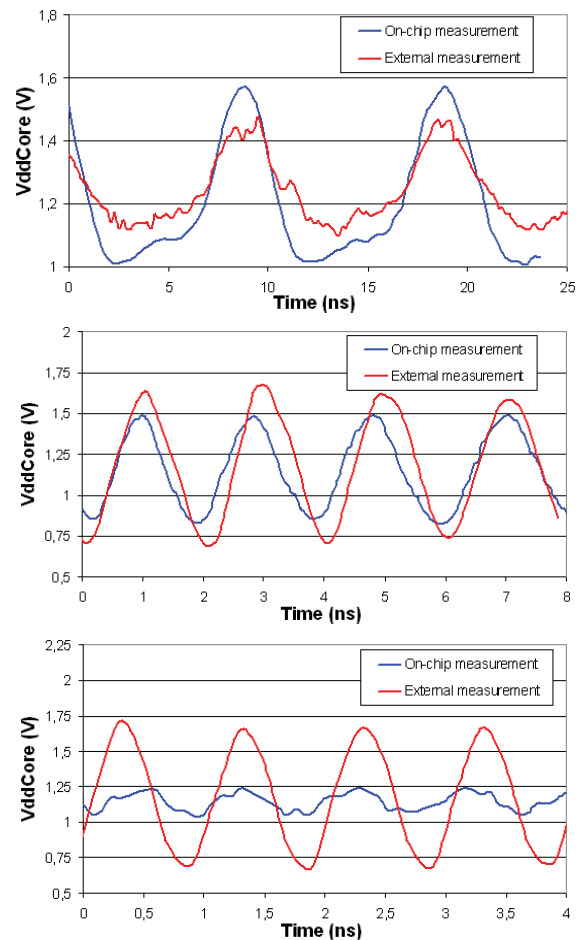 1,8
On-chip measurement
External measurement
1,6
VddCore (V)
1,4
1,2
1
0 5 10 15 20 25
Time (ns)
2
On-chip measurement
External measurement
1,75
1,5
VddCore (V)
1,25
1
0,75
0,5
0 1 2 3 4 5 6 7 8
Time (ns)
2,25
On-chip measurement
External measurement
2
1,75
VddCore (V)
1,5
1,25
1
0,75
0,5
0 0,5 1 1,5 2 2,5 3 3,5 4
Time (ns)